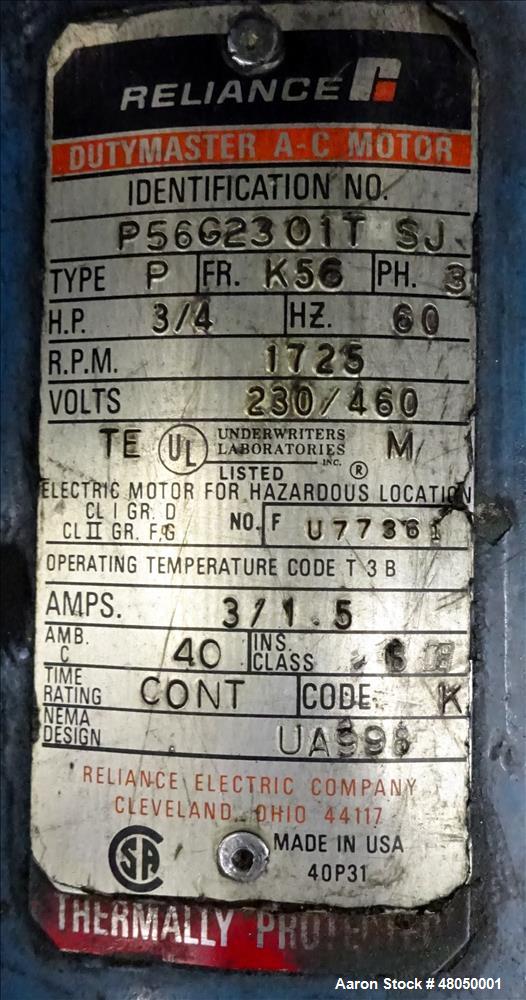 RELIANCE
DUTYMASTER A-C MOTOR
IDENTIFICATION NO.
P56G2301T SJ
TYPE P FR. K56 PH. 3
H.P. 3/4 HZ. 60
R.P.M. 1725
VOLTS 230/460
TE UL UNDERWRITERS LABORATORIES INC. LISTED ® M
ELECTRIC MOTOR FOR HAZARDOUS LOCATION
CL I GR. D
CL II GR. F,G NO. F U77361
OPERATING TEMPERATURE CODE T 3 B
AMPS. 3/1.5
AMB. C 40 INS. CLASS
TIME RATING CONT CODE K
NEMA DESIGN
RELIANCE ELECTRIC COMPANY
CLEVELAND, OHIO 44117
SA MADE IN USA
40P31
THERMALLY PROTECTED
Aaron Stock # 48050001